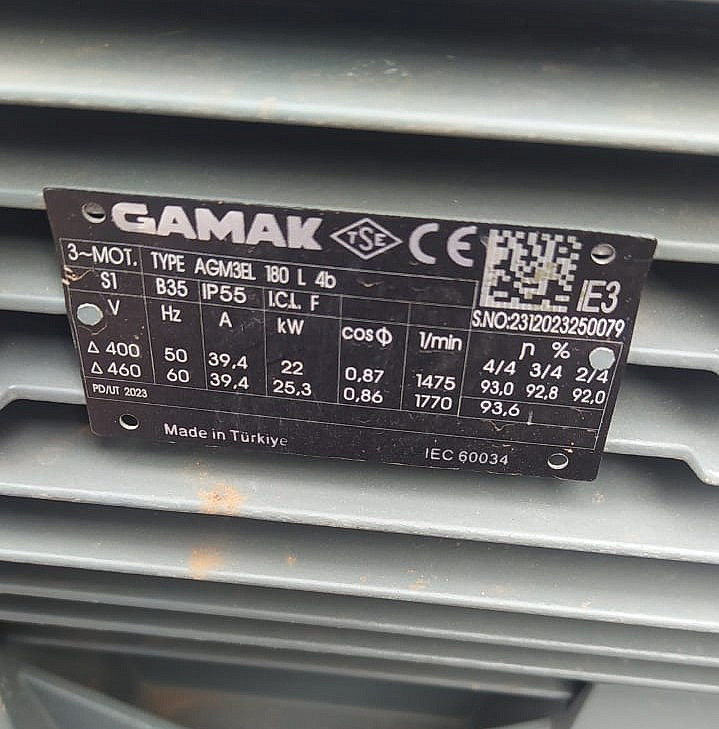 GAMAK TSE CE
3~MOT. TYPE AGM3EL 180 L 4b IE3
S1 B35 IP55 I.C.L. F S.NO:2312023250079
V Hz A kW cosΦ 1/min η %
4/4 3/4 2/4
Δ 400 50 39,4 22 0,87 1475 93,0 92,8 92,0
Δ 460 60 39,4 25,3 0,86 1770 93,6
PD/UT 2023
Made in Türkiye IEC 60034